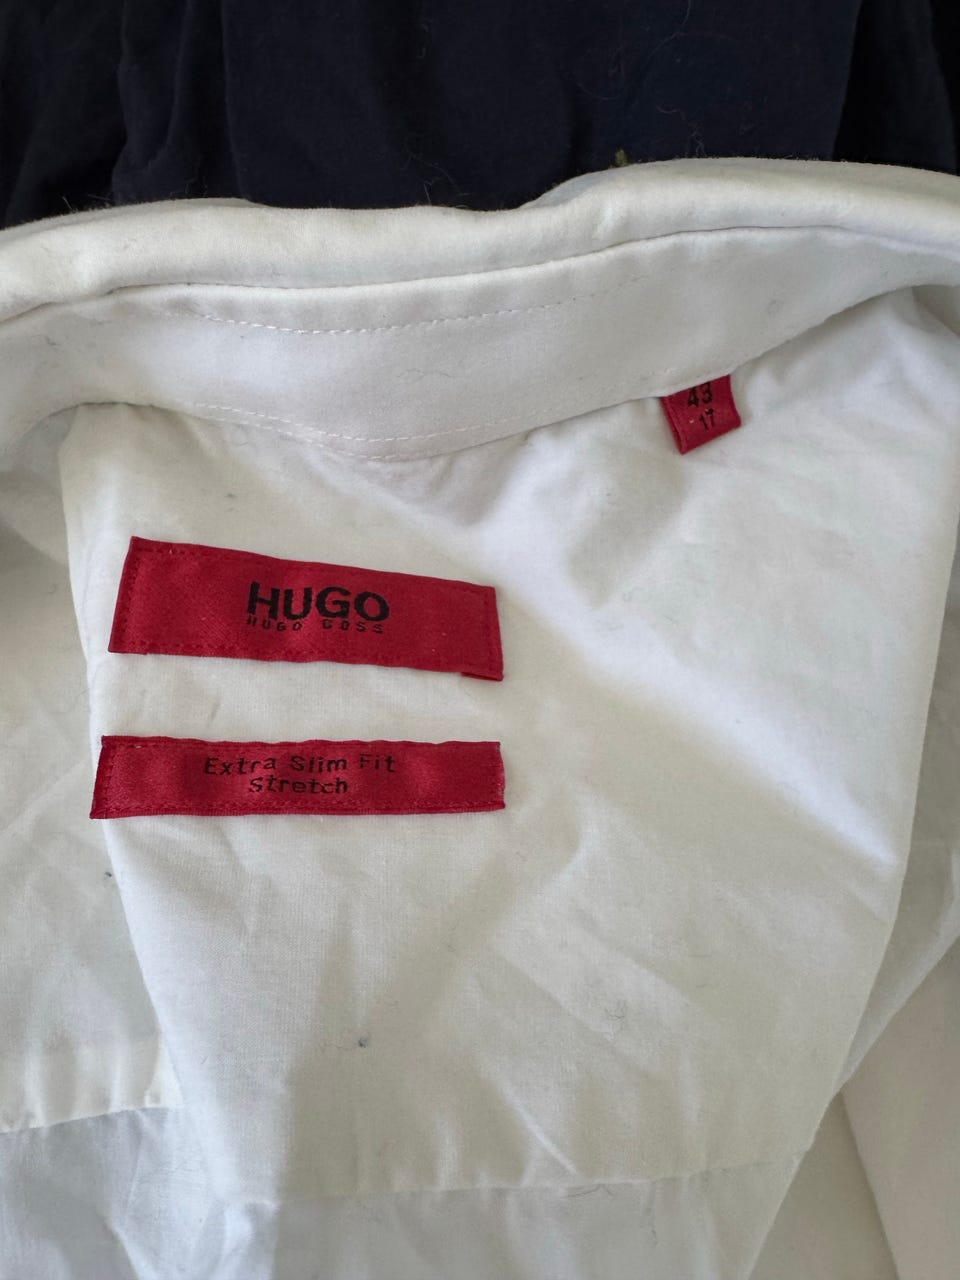 43
17
HUGO
HUGO BOSS
Extra Slim Fit
Stretch